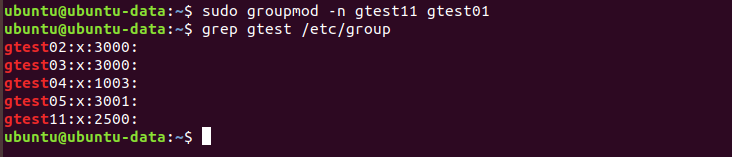 ubuntu@ubuntu-data:~$ sudo groupmod -n gtest11 gtest01
ubuntu@ubuntu-data:~$ grep gtest /etc/group
gtest02:x:3000:
gtest03:x:3000:
gtest04:x:1003:
gtest05:x:3001:
gtest11:x:2500:
ubuntu@ubuntu-data:~$